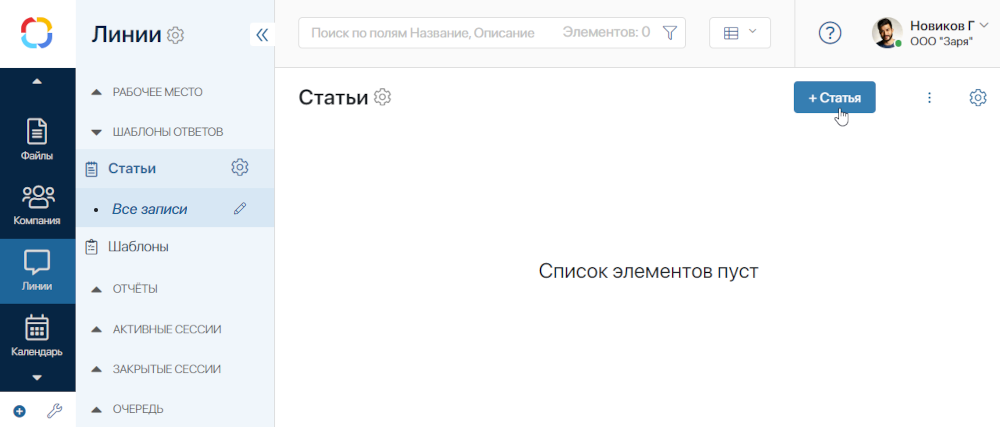 Файлы
Компания
Линии
Календарь
Линии
РАБОЧЕЕ МЕСТО
ШАБЛОНЫ ОТВЕТОВ
Статьи
Все записи
Шаблоны
ОТЧЁТЫ
АКТИВНЫЕ СЕССИИ
ЗАКРЫТЫЕ СЕССИИ
ОЧЕРЕДЬ
Поиск по полям Название, Описание Элементов: 0
Новиков Г
ООО "Заря"
Статьи
+ Статья
Список элементов пуст